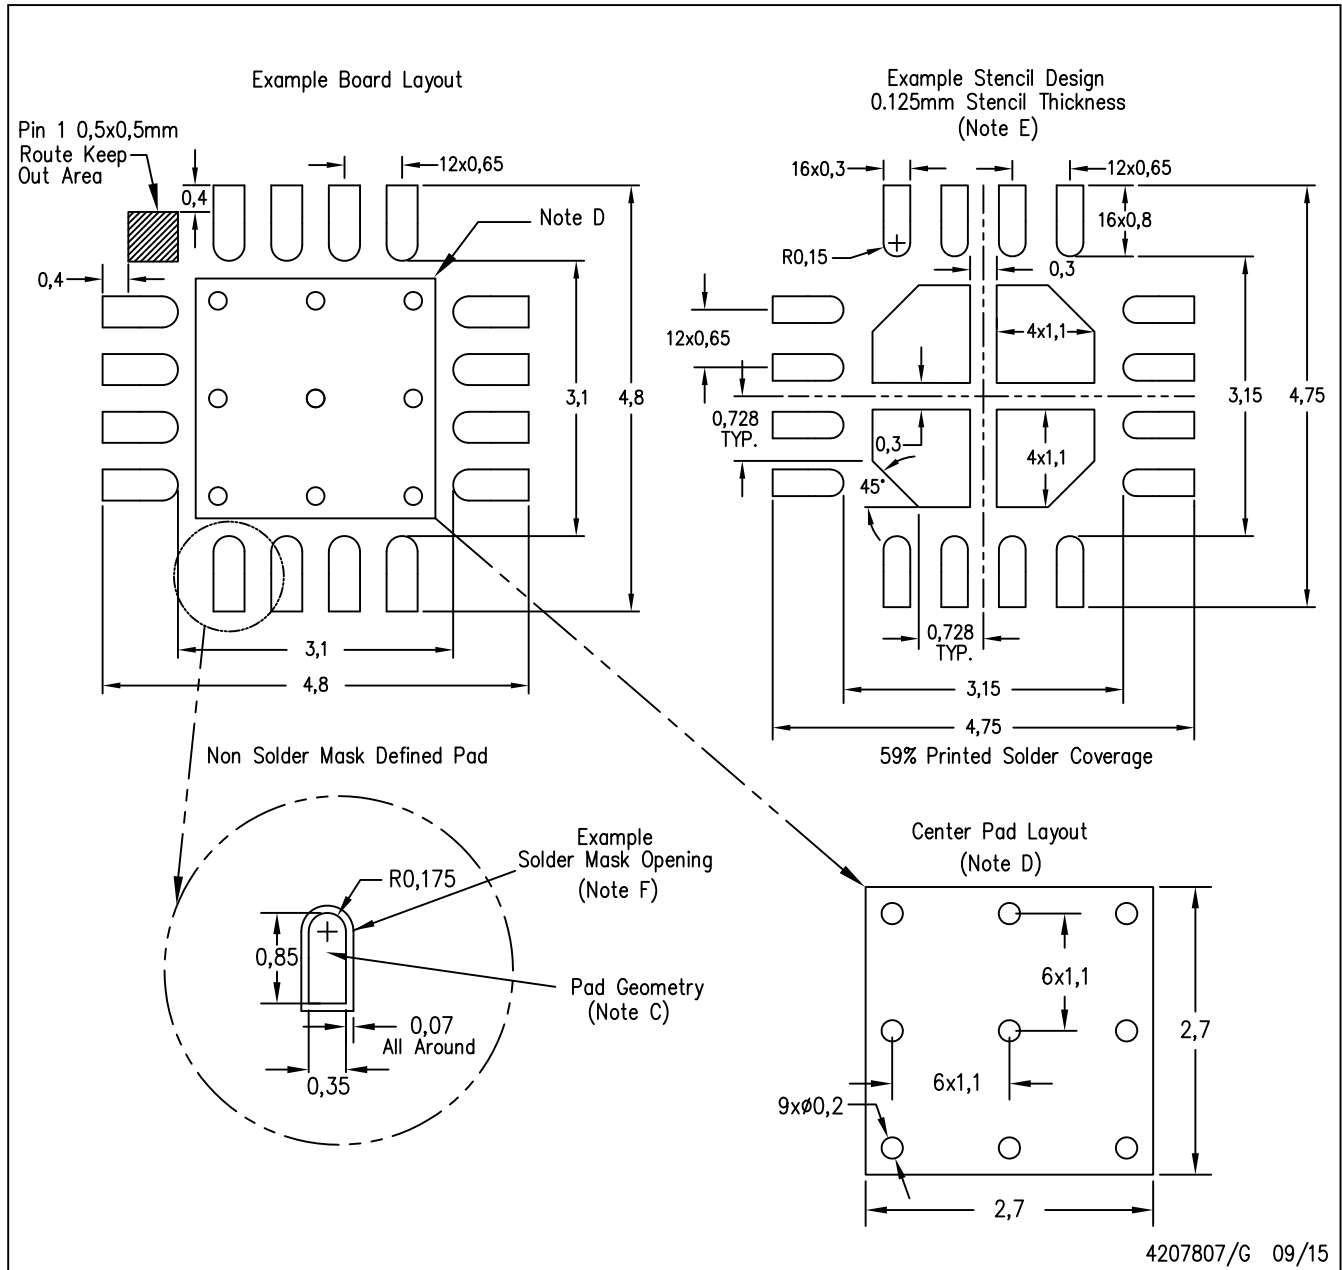 Example Board Layout
Pin 1 0,5x0,5mm
Route Keep
Out Area
0,4
12x0,65
Note D
0,4
3,1
4,8
3,1
4,8
Example Stencil Design
0.125mm Stencil Thickness
(Note E)
16x0,3
12x0,65
16x0,8
R0,15
0,3
12x0,65
4x1,1
0,728
TYP.
0,3
4x1,1
45°
3,15
4,75
0,728
TYP.
3,15
4,75
59% Printed Solder Coverage
Non Solder Mask Defined Pad
Example
Solder Mask Opening
(Note F)
R0,175
0,85
Pad Geometry
(Note C)
0,07
All Around
0,35
Center Pad Layout
(Note D)
6x1,1
2,7
6x1,1
9xø0,2
2,7
4207807/G 09/15